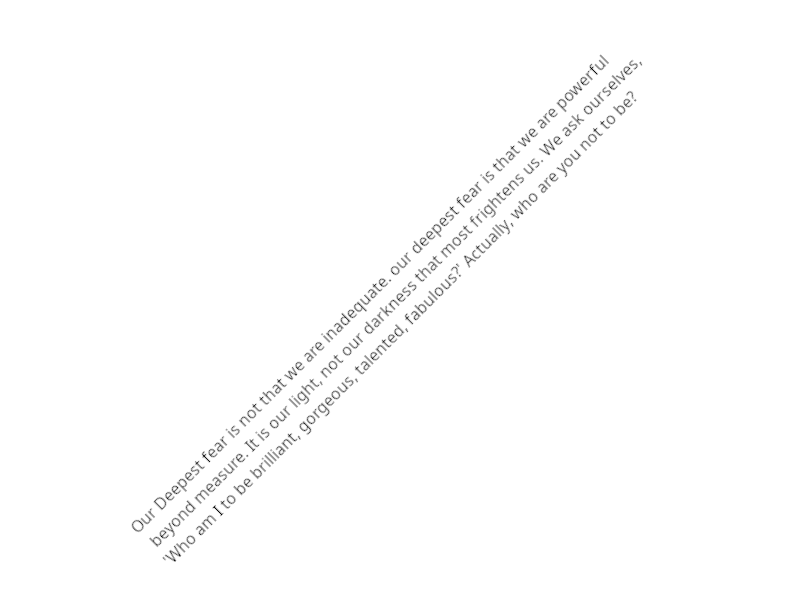 Our Deepest fear is not that we are inadequate. our deepest fear is that we are powerful
beyond measure. It is our light, not our darkness that most frightens us. We ask ourselves,
'Who am I to be brilliant, gorgeous, talented, fabulous?' Actually, who are you not to be?